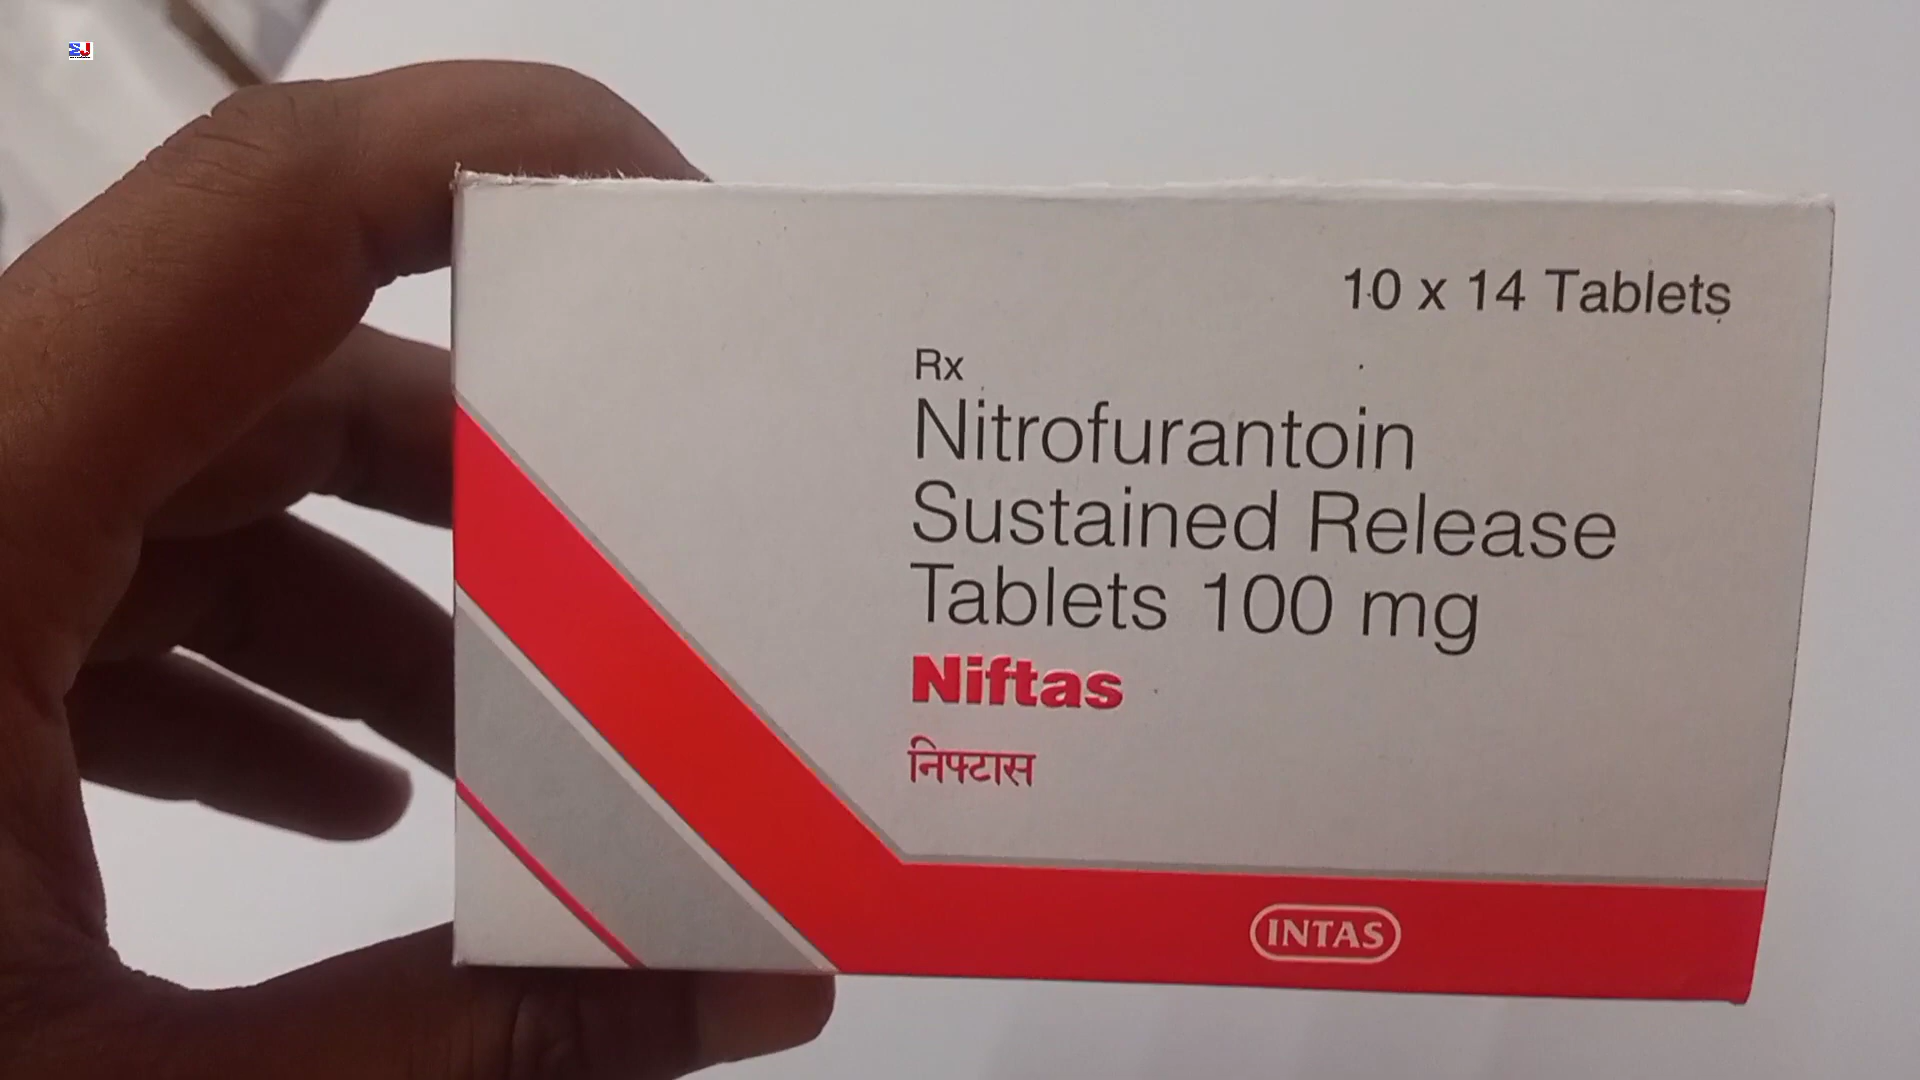 10 x 14 Tablets
Rx
Nitrofurantoin
Sustained Release
Tablets 100 mg
Niftas
निफ्टास
INTAS